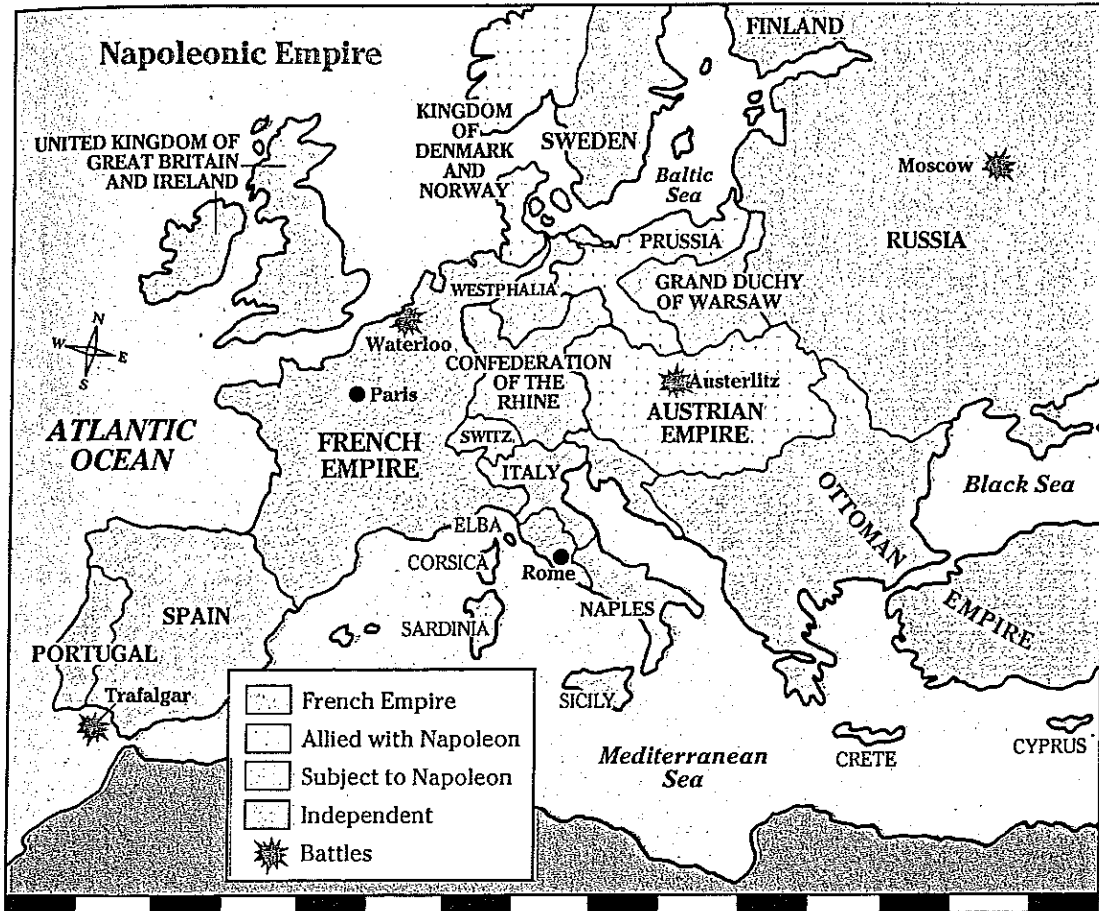 Napoleonic Empire
FINLAND
UNITED KINGDOM OF
GREAT BRITAIN
AND IRELAND
KINGDOM
OF
DENMARK
AND
NORWAY
SWEDEN
Baltic
Sea
Moscow
RUSSIA
PRUSSIA
WESTPHALIA
GRAND DUCHY
OF WARSAW
N
W
E
S
Waterloo
Paris
CONFEDERATION
OF THE
RHINE
Austerlitz
AUSTRIAN
EMPIRE
ATLANTIC
OCEAN
FRENCH
EMPIRE
SWITZ.
ITALY
Black Sea
OTTOMAN
EMPIRE
ELBA
CORSICA
Rome
SPAIN
SARDINIA
NAPLES
PORTUGAL
Trafalgar
SICILY
Mediterranean
Sea
CRETE
CYPRUS
French Empire
Allied with Napoleon
Subject to Napoleon
Independent
Battles